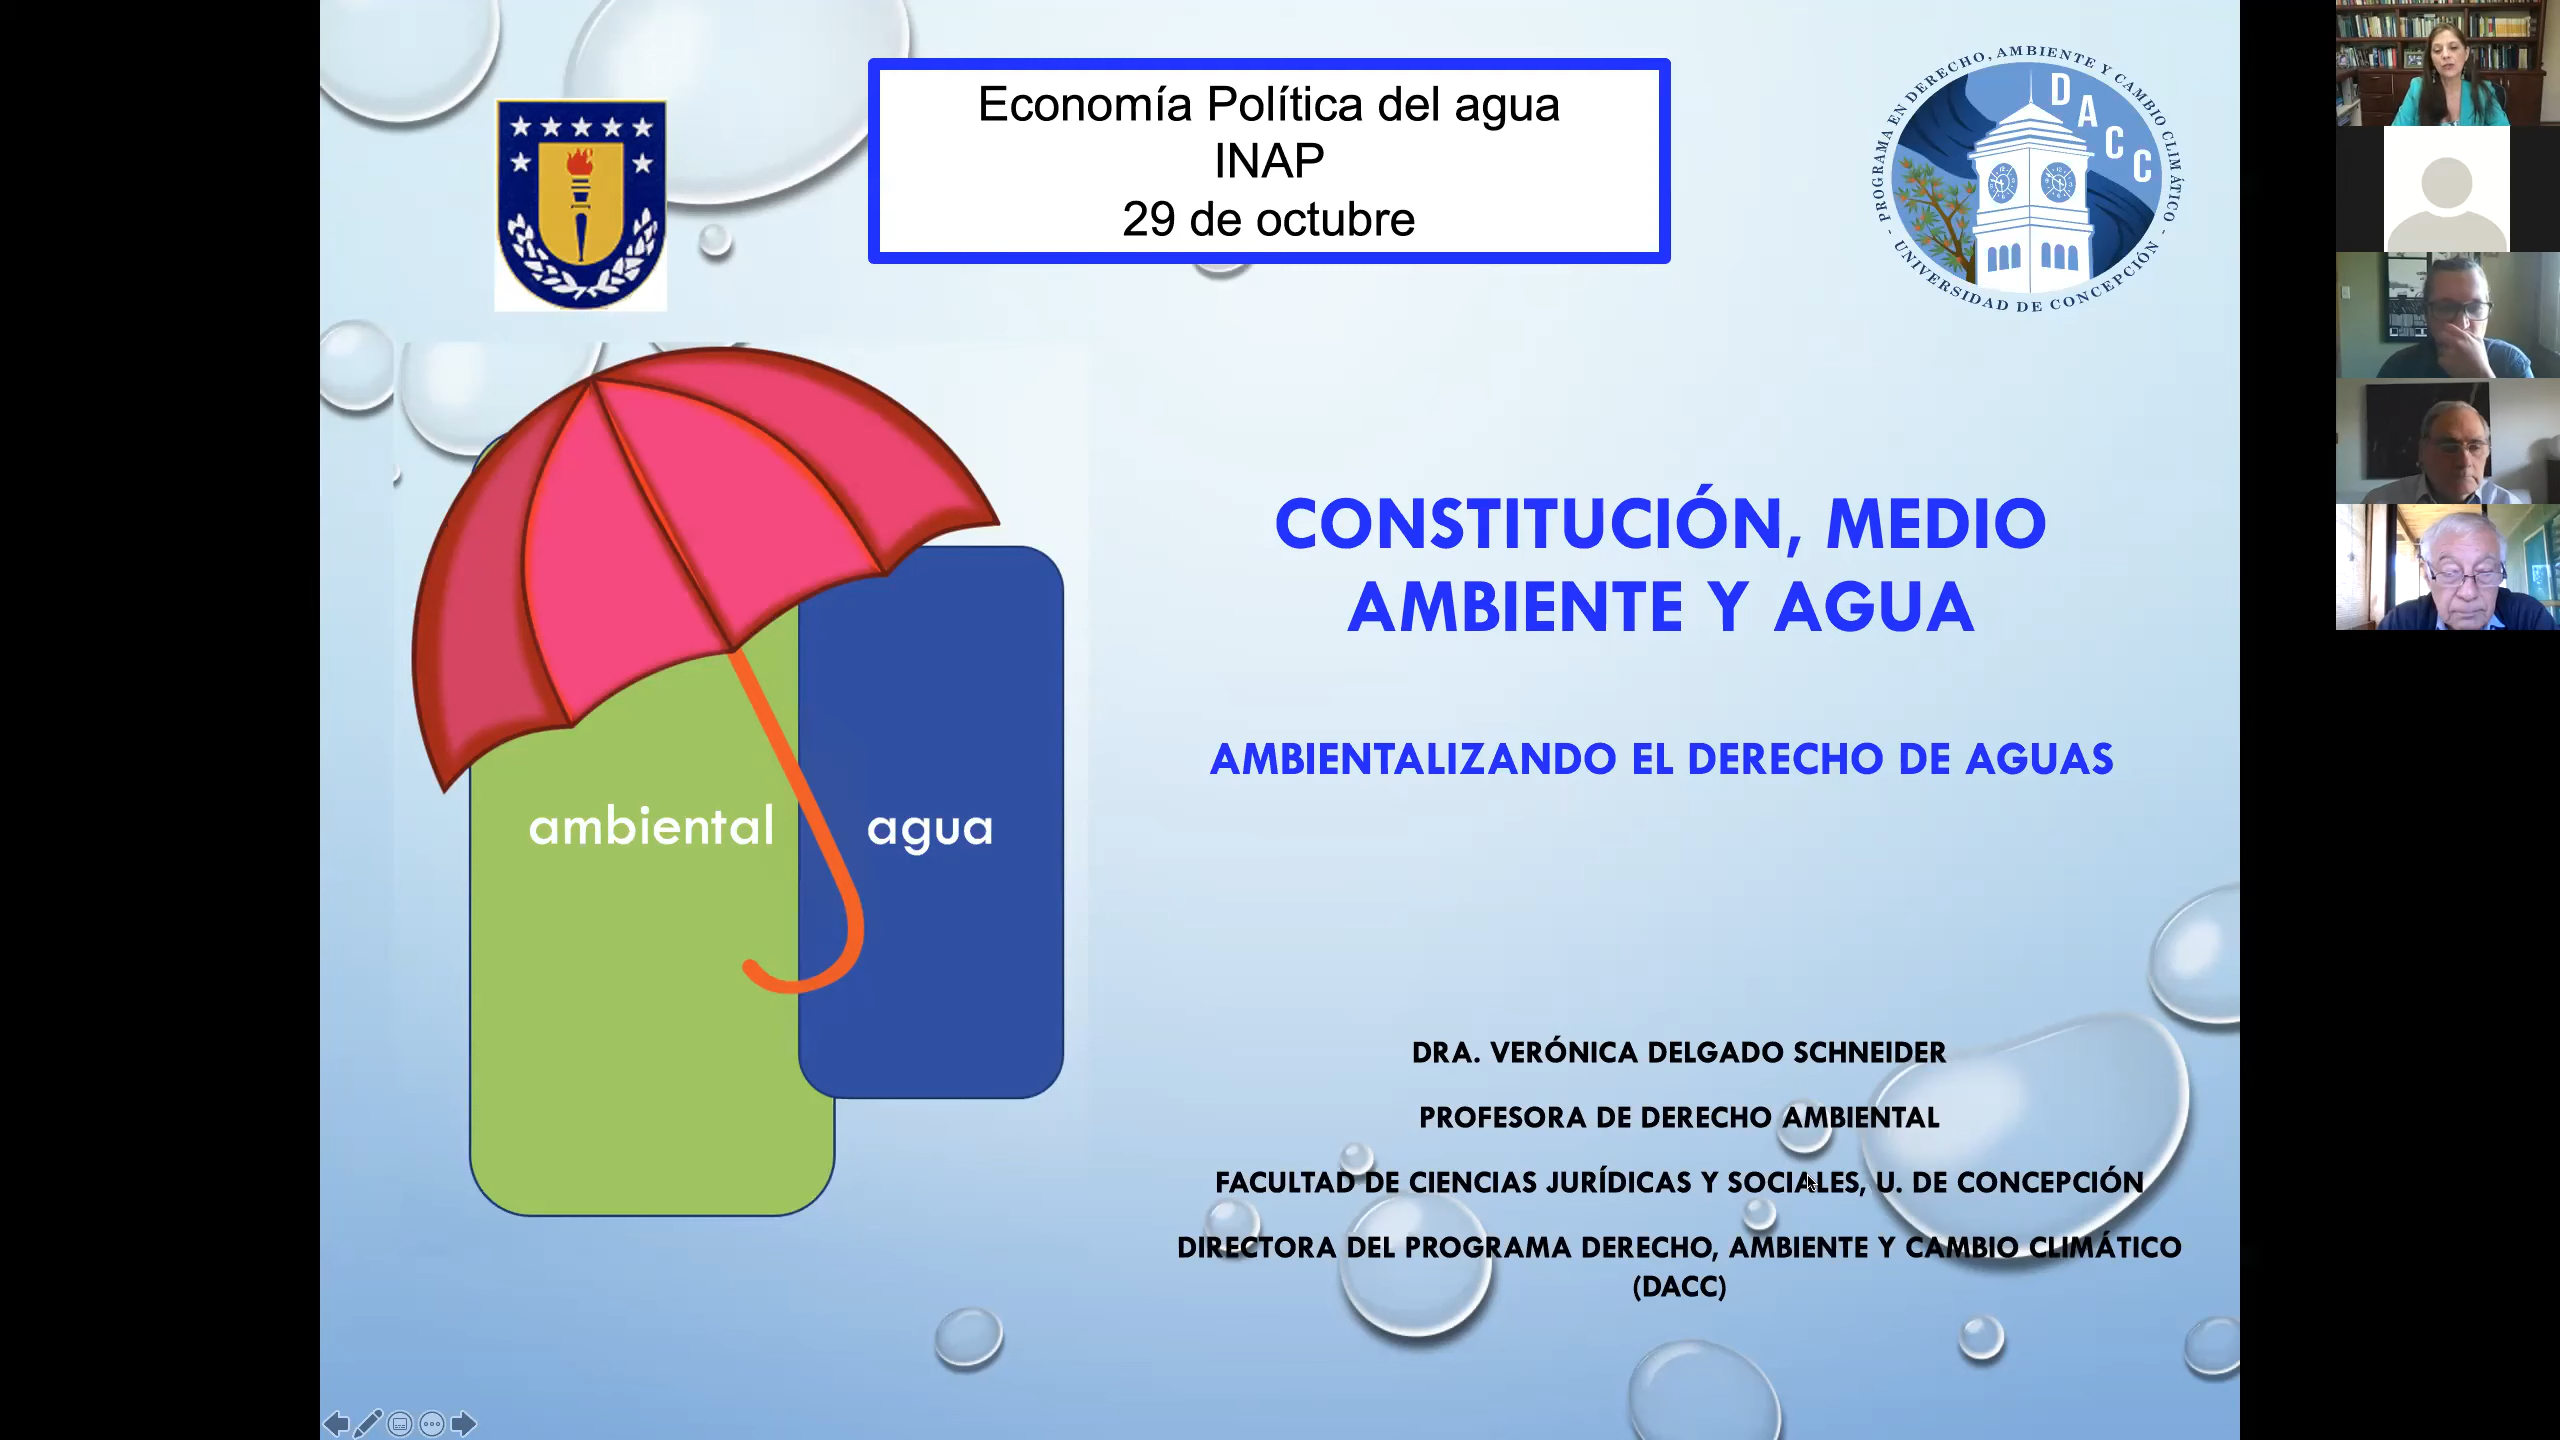 Economía Política del agua
INAP
29 de octubre
PROGRAMA EN DERECHO, AMBIENTE Y CAMBIO CLIMÁTICO - UNIVERSIDAD DE CONCEPCIÓN -
DACC
CONSTITUCIÓN, MEDIO
AMBIENTE Y AGUA
AMBIENTALIZANDO EL DERECHO DE AGUAS
ambiental
agua
DRA. VERÓNICA DELGADO SCHNEIDER
PROFESORA DE DERECHO AMBIENTAL
FACULTAD DE CIENCIAS JURÍDICAS Y SOCIALES, U. DE CONCEPCIÓN
DIRECTORA DEL PROGRAMA DERECHO, AMBIENTE Y CAMBIO CLIMÁTICO
(DACC)